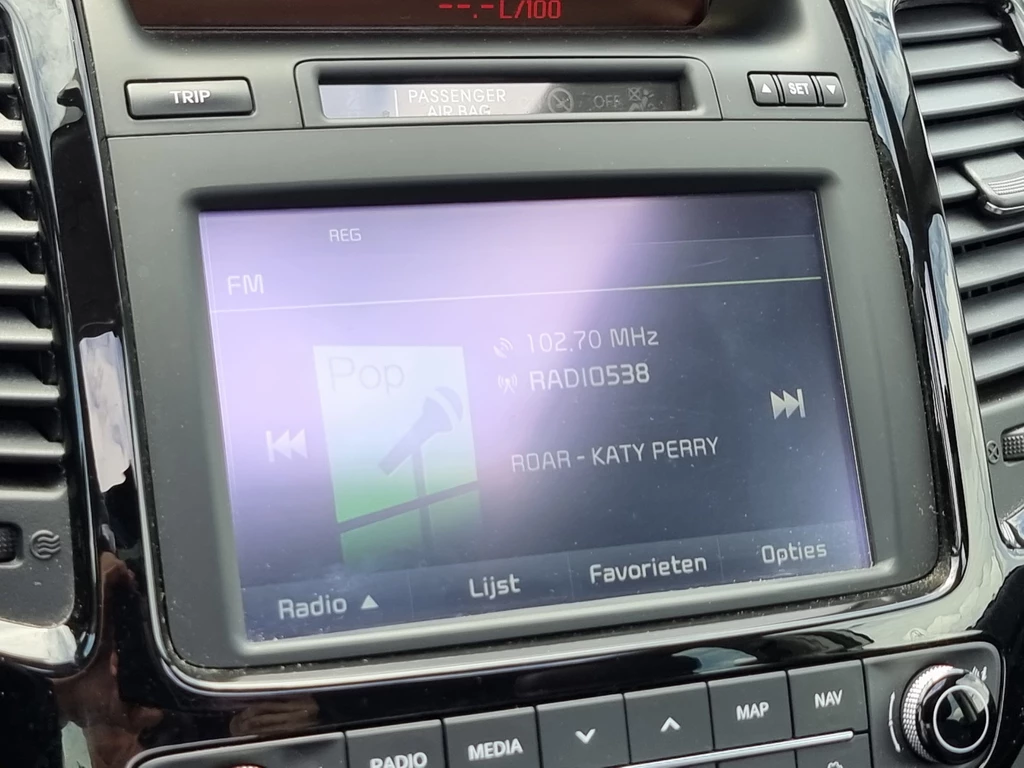 --.-L/100
TRIP
PASSENGER
AIR BAG
OFF
SET
REG
FM
Pop
102.70 MHz
RADIO538
ROAR - KATY PERRY
Radio
Lijst
Favorieten
Opties
RADIO
MEDIA
MAP
NAV